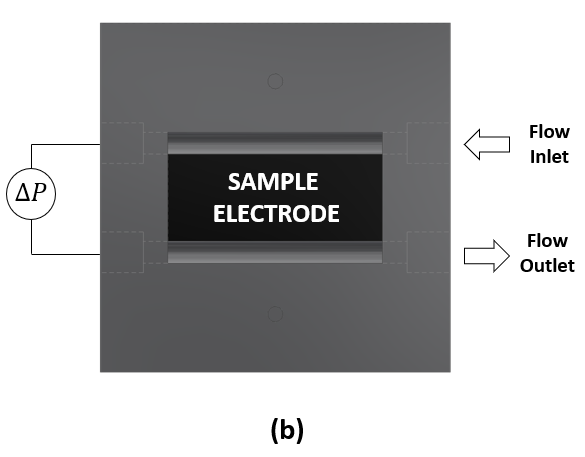 Flow
Inlet
ΔP
SAMPLE
ELECTRODE
Flow
Outlet
(b)